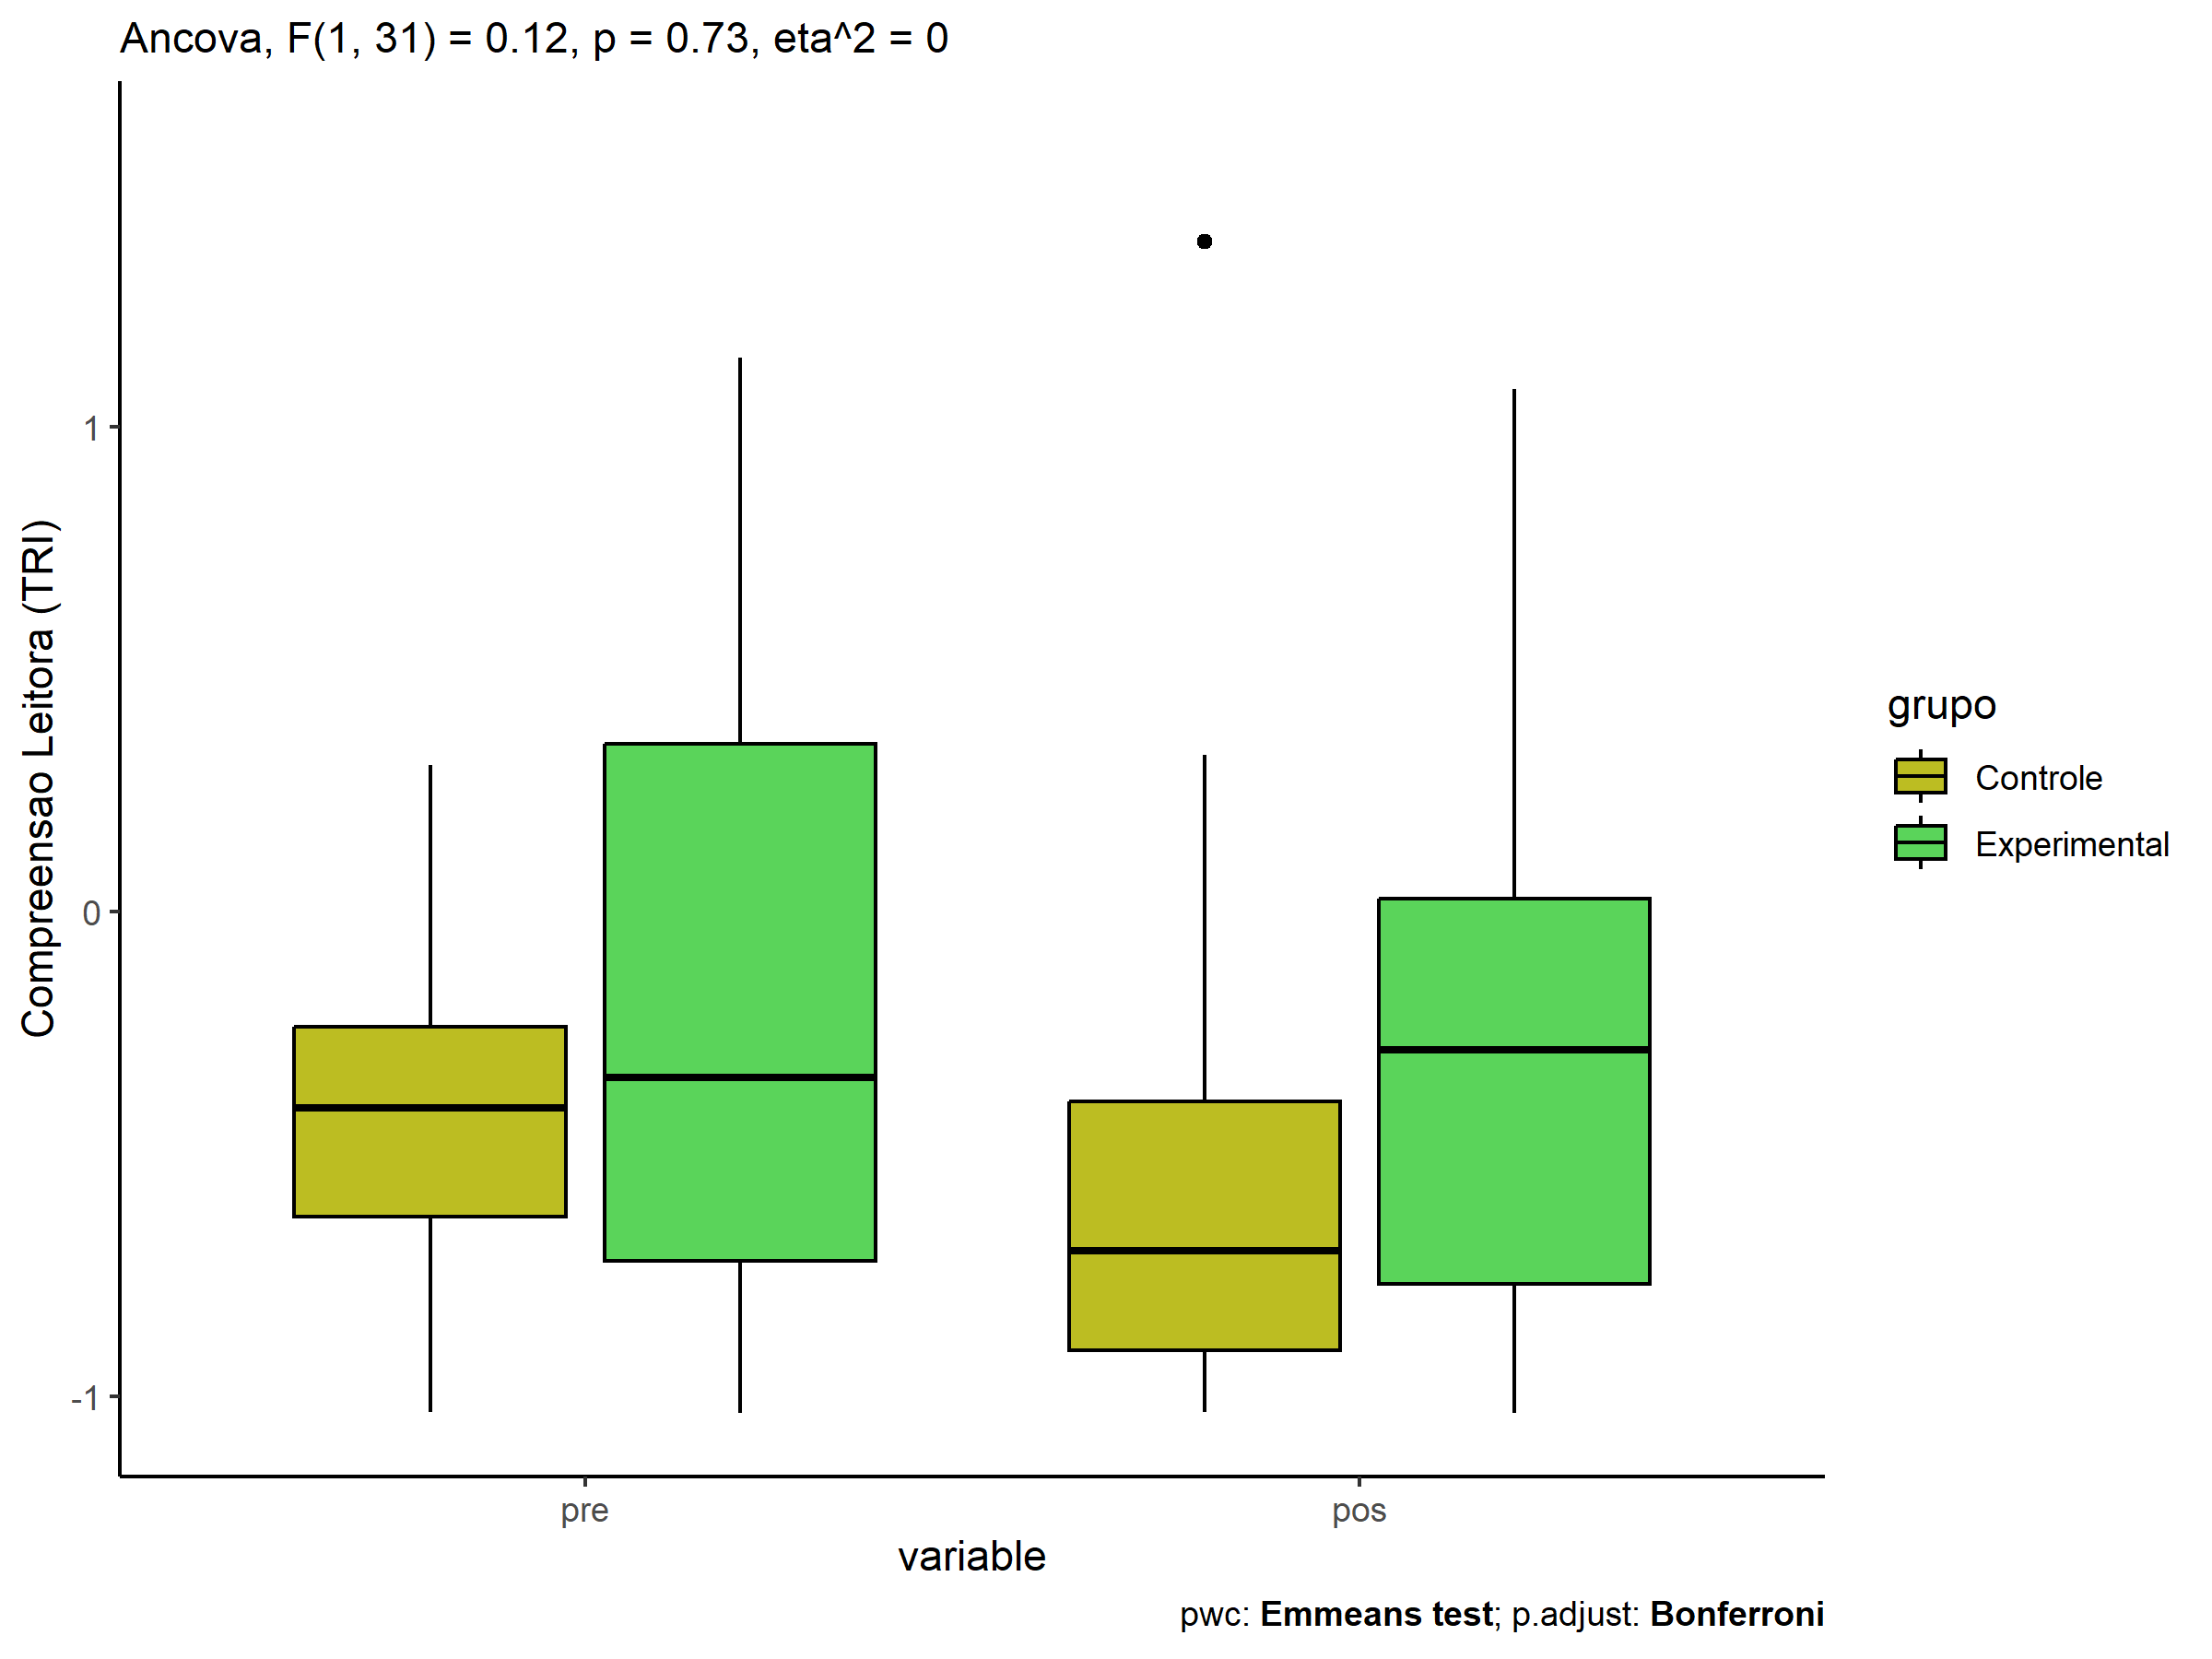 Ancova, F(1, 31) = 0.12, p = 0.73, eta^2 = 0
Compreensao Leitora (TRI)
1
0
-1
pre
pos
variable
grupo
Controle
Experimental
pwc: Emmeans test; p.adjust: Bonferroni